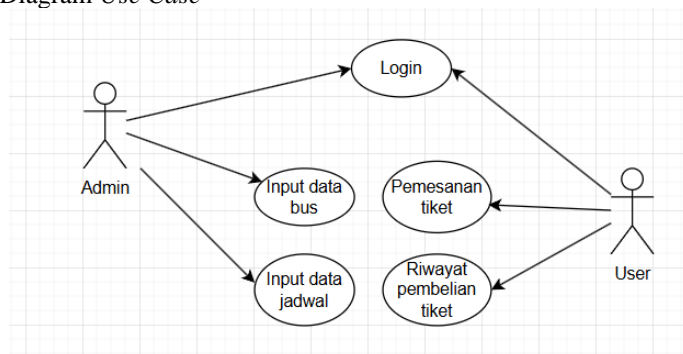 Diagram Use Case
Login
Admin
Input data
bus
Pemesanan
tiket
Input data
jadwal
Riwayat
pembelian
tiket
User